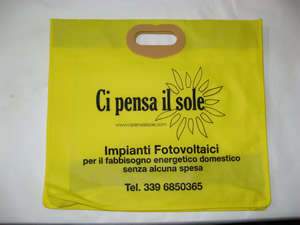 Ci pensa il sole
www.cipensailsole.com
Impianti Fotovoltaici
per il fabbisogno energetico domestico
senza alcuna spesa
Tel. 339 6850365